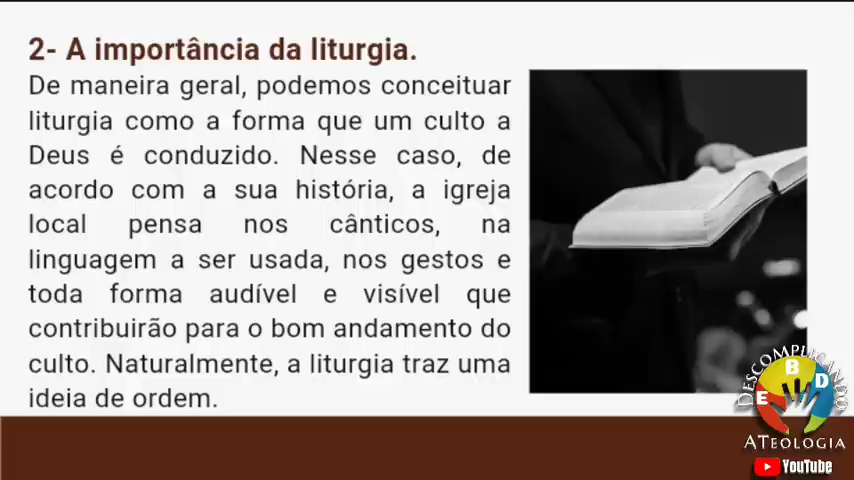 2- A importância da liturgia.
De maneira geral, podemos conceituar
liturgia como a forma que um culto a
Deus é conduzido. Nesse caso, de
acordo com a sua história, a igreja
local pensa nos cânticos, na
linguagem a ser usada, nos gestos e
toda forma audível e visível que
contribuirão para o bom andamento do
culto. Naturalmente, a liturgia traz uma
ideia de ordem.
DESCOMPLICANDO
EBD
ATEOLOGIA
YouTube